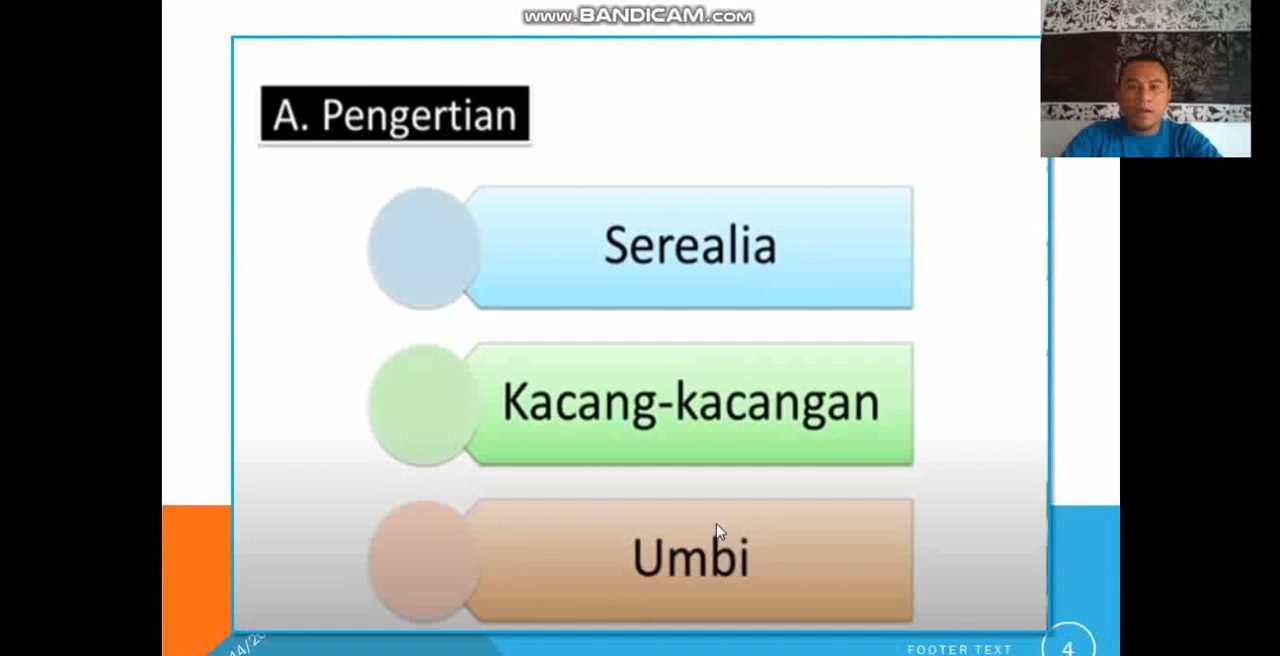 www.BANDICAM.com
A. Pengertian
Serealia
Kacang-kacangan
Umbi
FOOTER TEXT
4